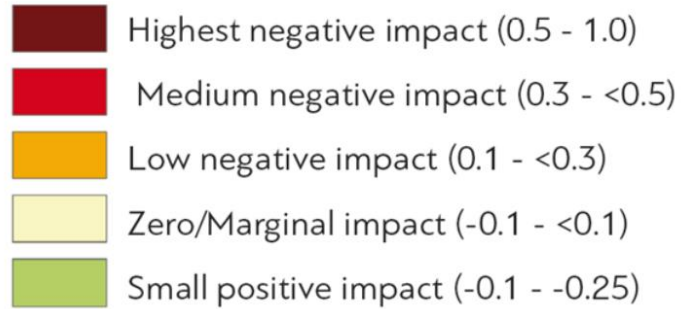 Highest negative impact (0.5 - 1.0)
Medium negative impact (0.3 - <0.5)
Low negative impact (0.1 - <0.3)
Zero/Marginal impact (-0.1 - <0.1)
Small positive impact (-0.1 - -0.25)